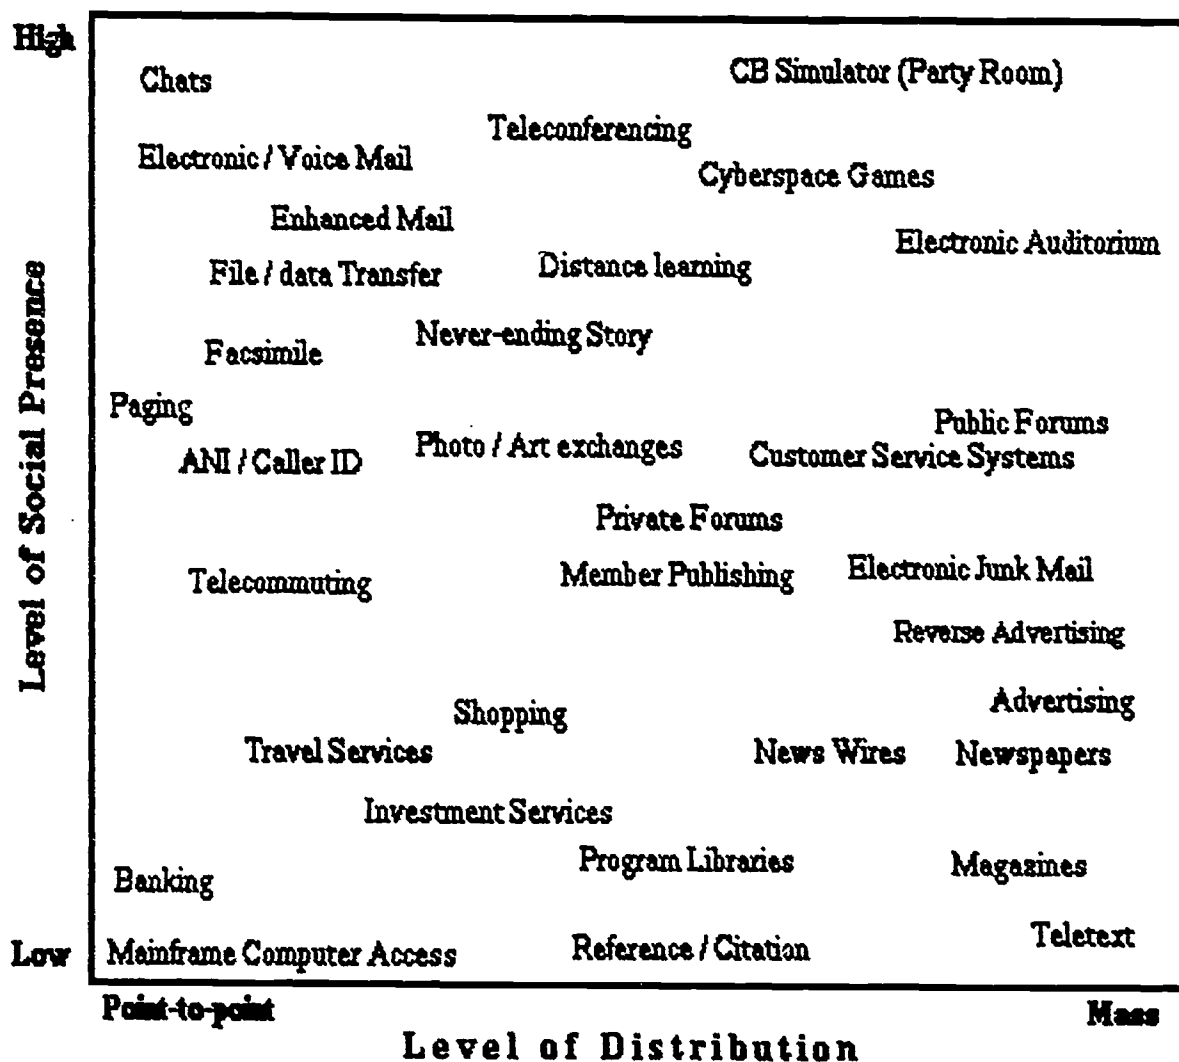 High
CB Simulator (Party Room)
Chats
Teleconferencing
Electronic / Voice Mail
Cyberspace Games
Enhanced Mail
Electronic Auditorium
File / data Transfer
Distance learning
Never-ending Story
Facsimile
Paging
Public Forums
Photo / Art exchanges
Customer Service Systems
ANI / Caller ID
Private Forums
Telecommuting
Member Publishing
Electronic Junk Mail
Reverse Advertising
Advertising
Shopping
Travel Services
News Wires
Newspapers
Investment Services
Program Libraries
Magazines
Banking
Teletext
Low
Mainframe Computer Access
Reference / Citation
Point-to-point
Mass
Level of Distribution
Level of Social Presence